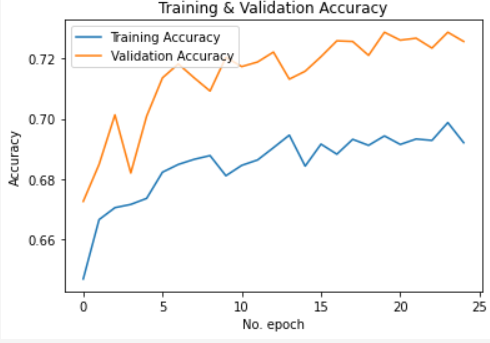 Training & Validation Accuracy
Training Accuracy
Validation Accuracy
0.72
0.70
0.68
0.66
Accuracy
0
5
10
15
20
25
No. epoch